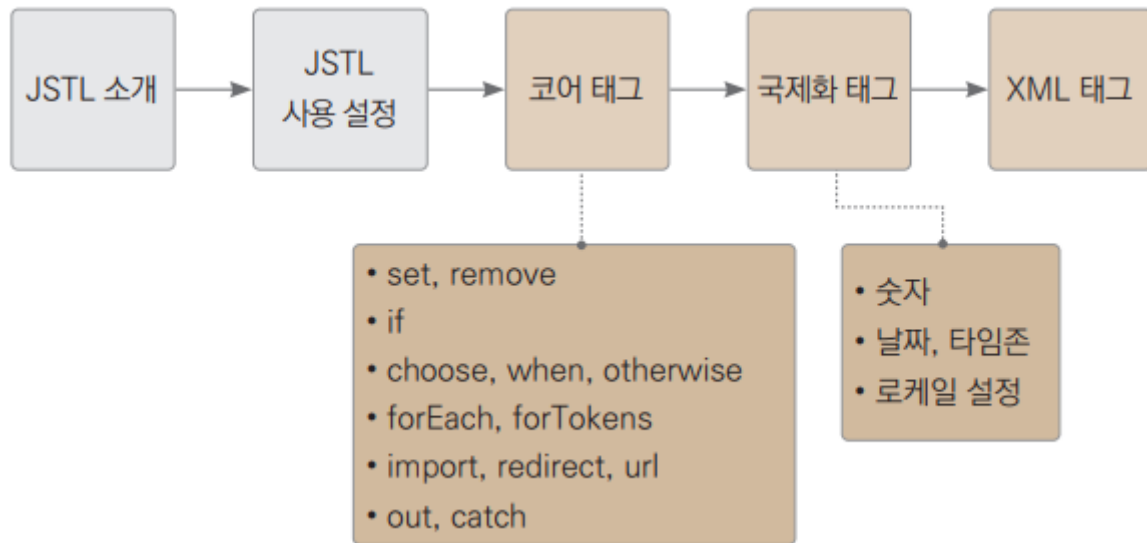 JSTL 소개
JSTL
사용 설정
코어 태그
국제화 태그
XML 태그
• set, remove
• if
• choose, when, otherwise
• forEach, forTokens
• import, redirect, url
• out, catch
• 숫자
• 날짜, 타임존
• 로케일 설정